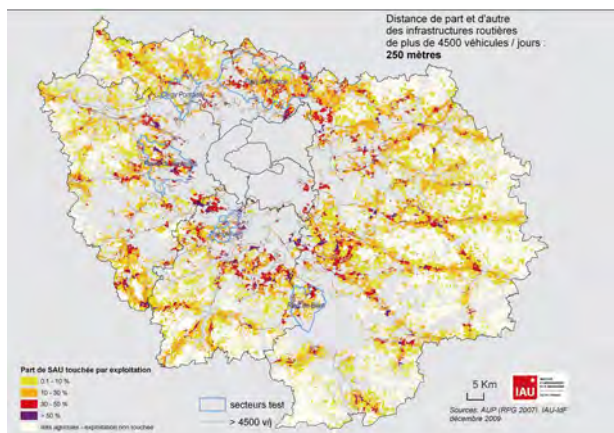 Distance de part et d'autre
des infrastructures routières
de plus de 4500 véhicules / jours :
250 mètres
Part de SAU touchée par exploitation
0.1 - 10 %
10 - 30 %
30 - 50 %
> 50 %
ilots agricoles - exploitation non touchée
secteurs test
> 4500 v/j
5 Km
IAU
Sources: AUP (RPG 2007), IAU-IdF
décembre 2009